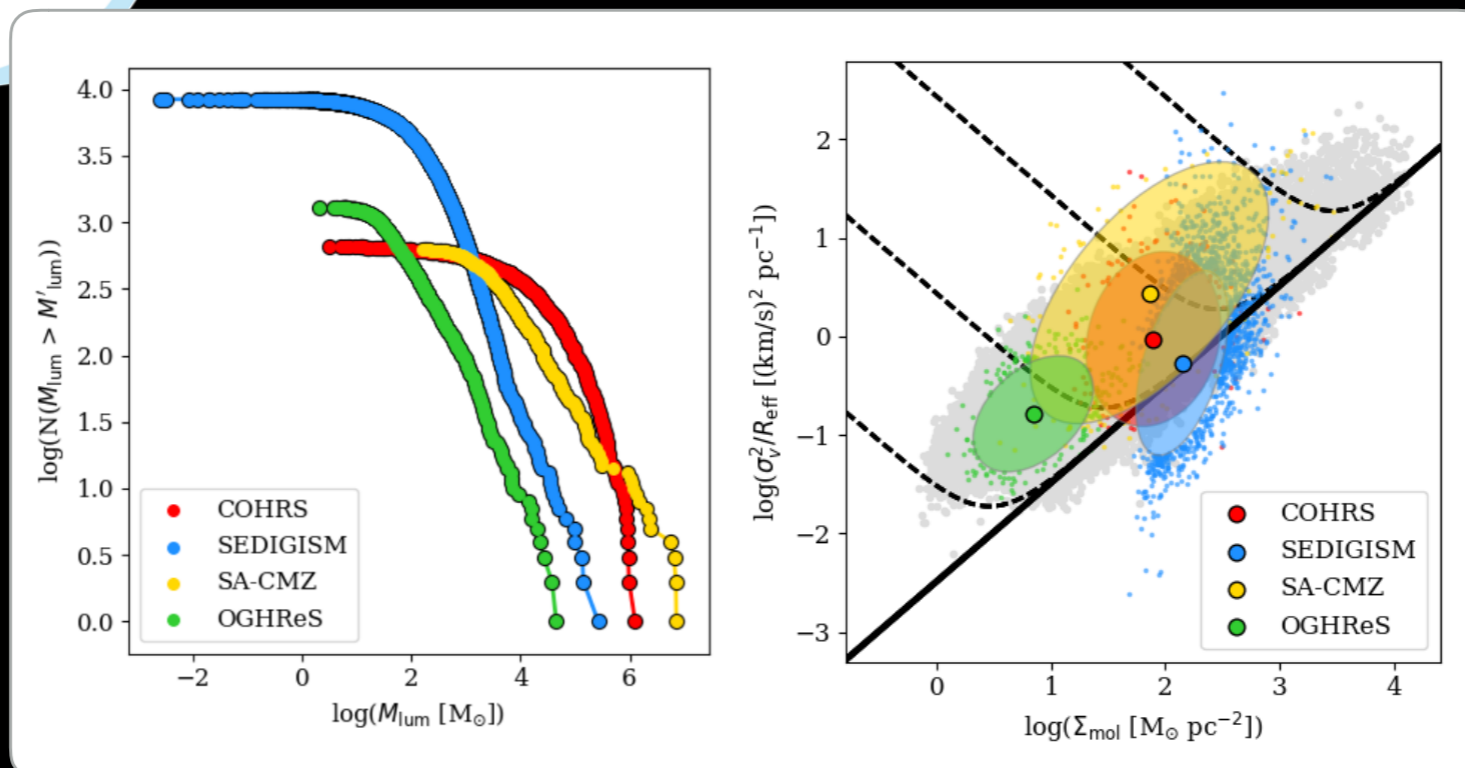 4.0
3.5
3.0
2.5
2.0
1.5
1.0
0.5
0.0
log(N(M_lum > M'_lum))
COHRS
SEDIGISM
SA-CMZ
OGHReS
−2 0 2 4 6
log(M_lum [M_⊙])
2
1
0
−1
−2
−3
log(σ_v^2/R_eff [(km/s)^2 pc^−1])
COHRS
SEDIGISM
SA-CMZ
OGHReS
0 1 2 3 4
log(Σ_mol [M_⊙ pc^−2])